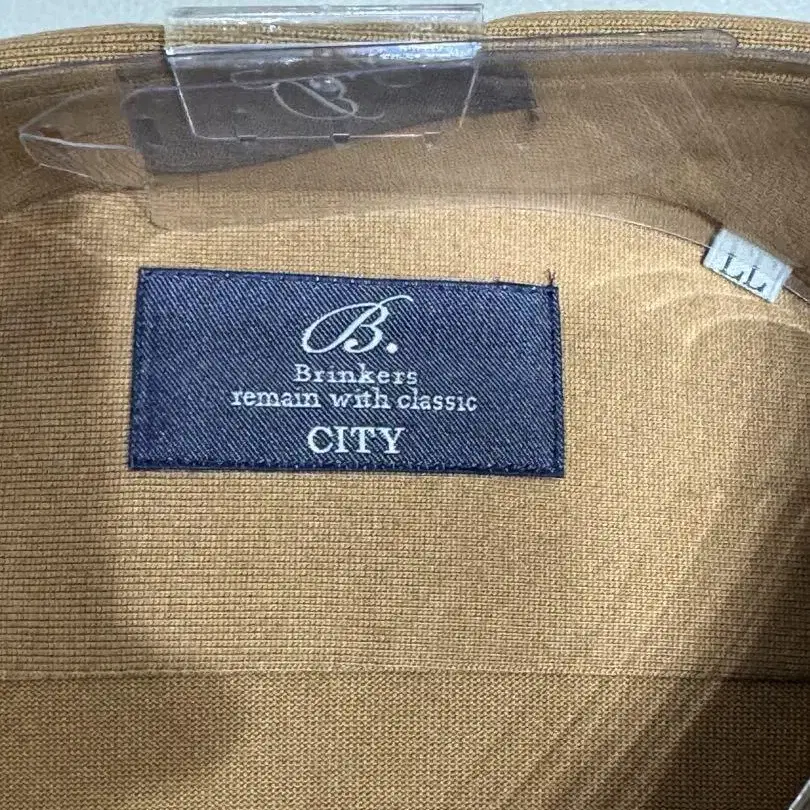 B
LL
B.
Brinkers
remain with classic
CITY